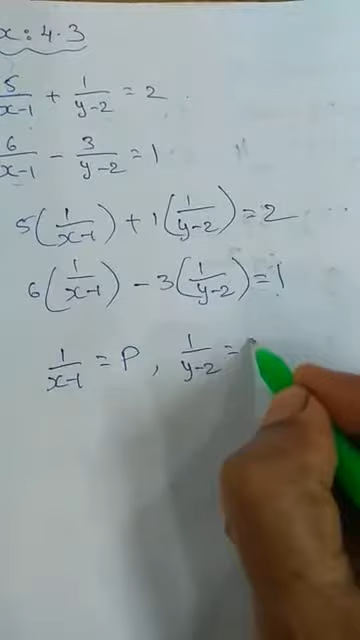 x: 4.3
5/(x-1) + 1/(y-2) = 2
6/(x-1) - 3/(y-2) = 1
5(1/(x-1)) + 1(1/(y-2)) = 2
6(1/(x-1)) - 3(1/(y-2)) = 1
1/(x-1) = P, 1/(y-2) =